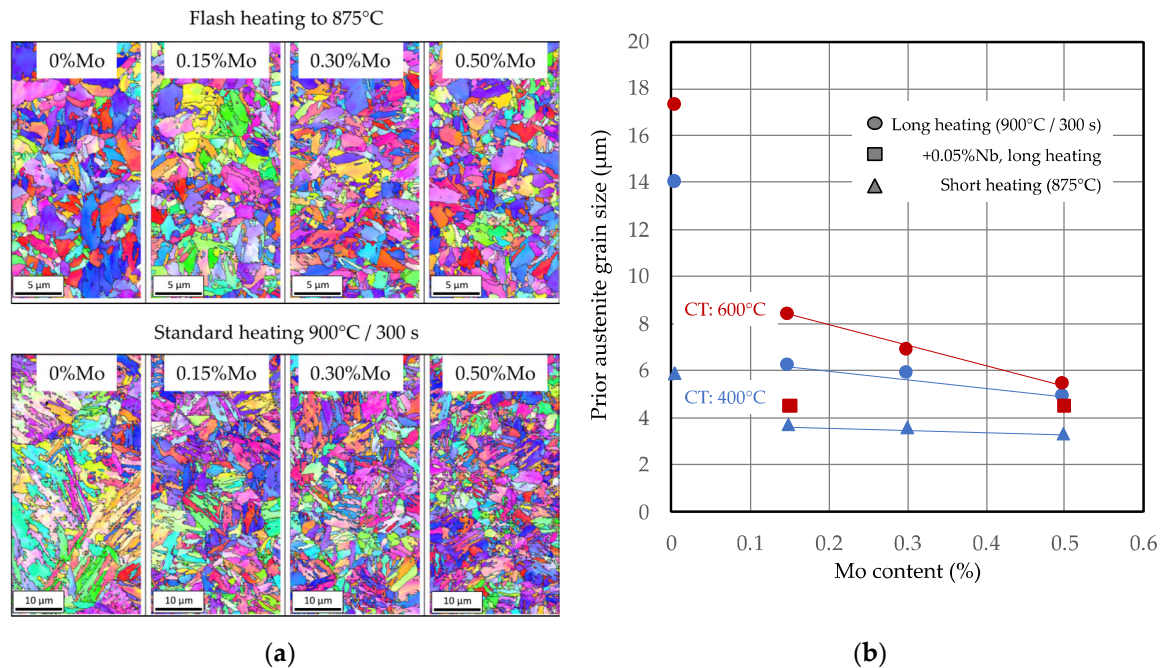 (a)
Flash heating to 875°C
0%Mo
0.15%Mo
0.30%Mo
0.50%Mo
5 µm
5 µm
5 µm
5 µm
Standard heating 900°C / 300 s
0%Mo
0.15%Mo
0.30%Mo
0.50%Mo
10 µm
10 µm
10 µm
10 µm
(b)
Prior austenite grain size (µm)
20
18
16
14
12
10
8
6
4
2
0
Long heating (900°C / 300 s)
+0.05%Nb, long heating
Short heating (875°C)
CT: 600°C
CT: 400°C
0
0.1
0.2
0.3
0.4
0.5
0.6
Mo content (%)